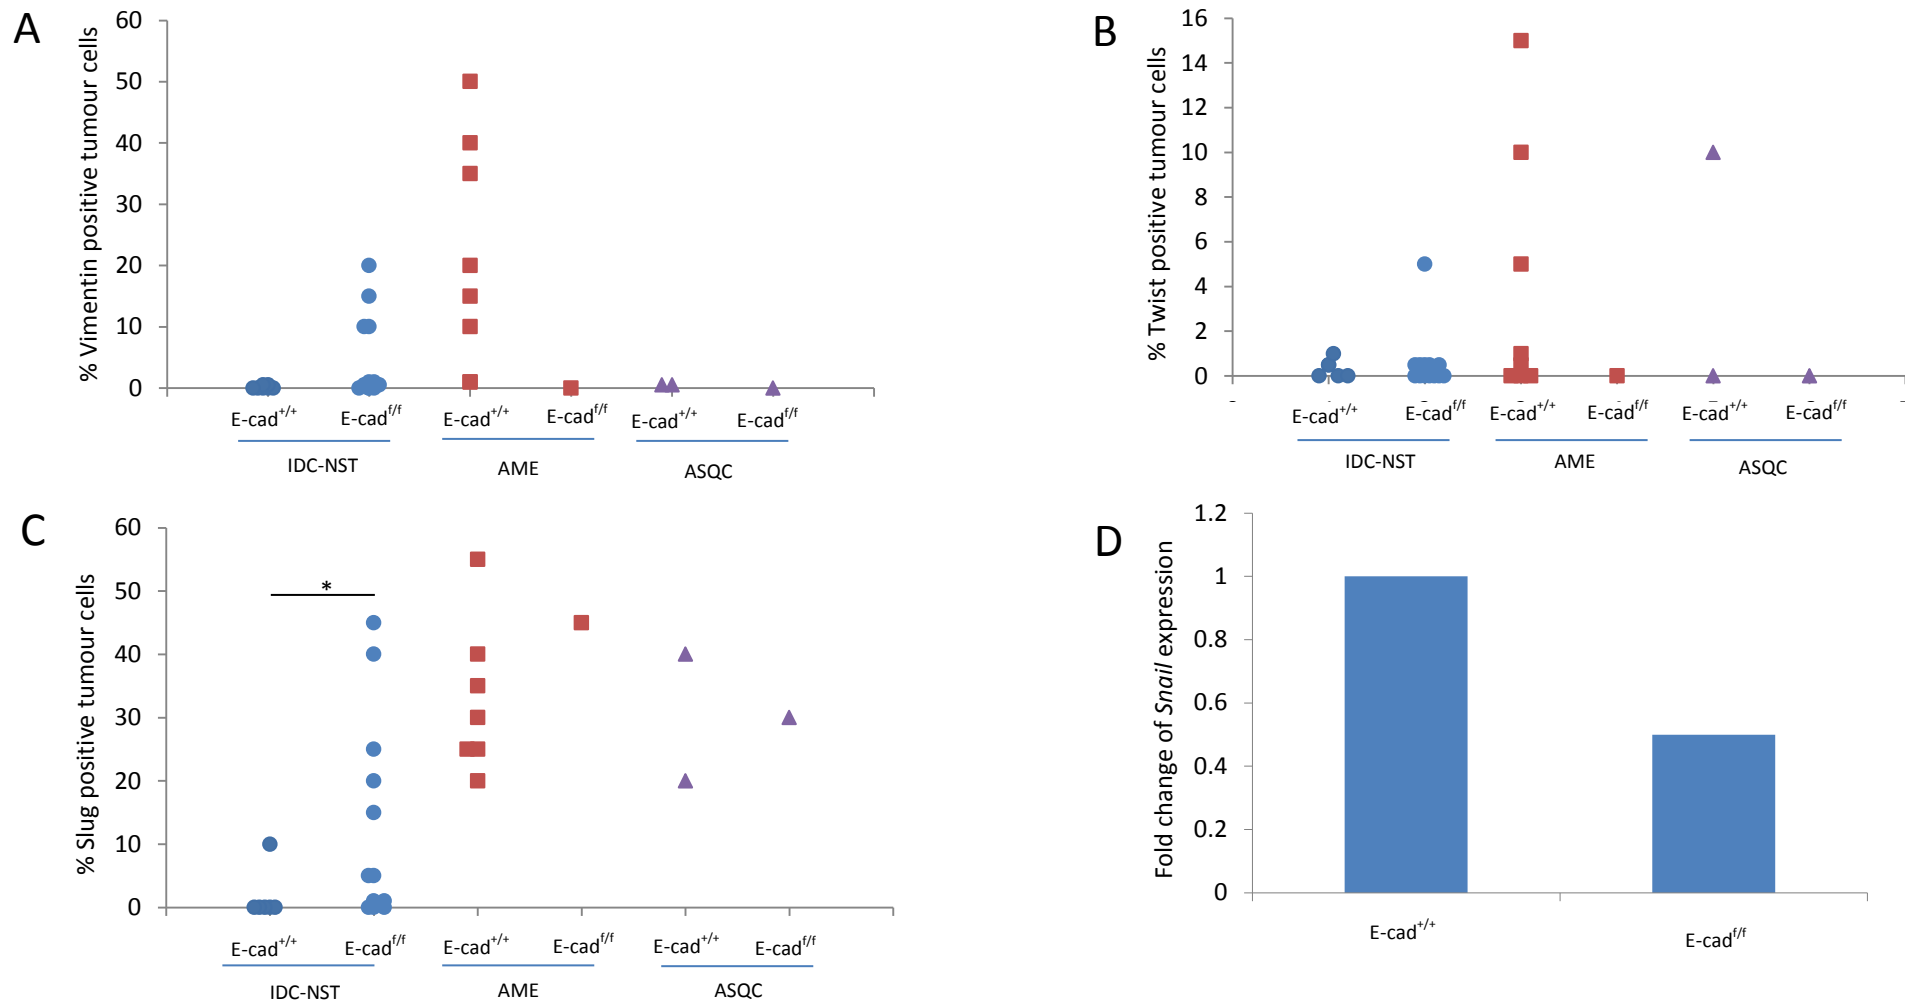 A
% Vimentin positive tumour cells
60
50
40
30
20
10
0
E-cad+/+ E-cadf/f E-cad+/+ E-cadf/f E-cad+/+ E-cadf/f
IDC-NST AME ASQC
B
% Twist positive tumour cells
16
14
12
10
8
6
4
2
0
E-cad+/+ E-cadf/f E-cad+/+ E-cadf/f E-cad+/+ E-cadf/f
IDC-NST AME ASQC
C
% Slug positive tumour cells
60
50
40
30
20
10
0
*
E-cad+/+ E-cadf/f E-cad+/+ E-cadf/f E-cad+/+ E-cadf/f
IDC-NST AME ASQC
D
Fold change of Snail expression
1.2
1
0.8
0.6
0.4
0.2
0
E-cad+/+ E-cadf/f